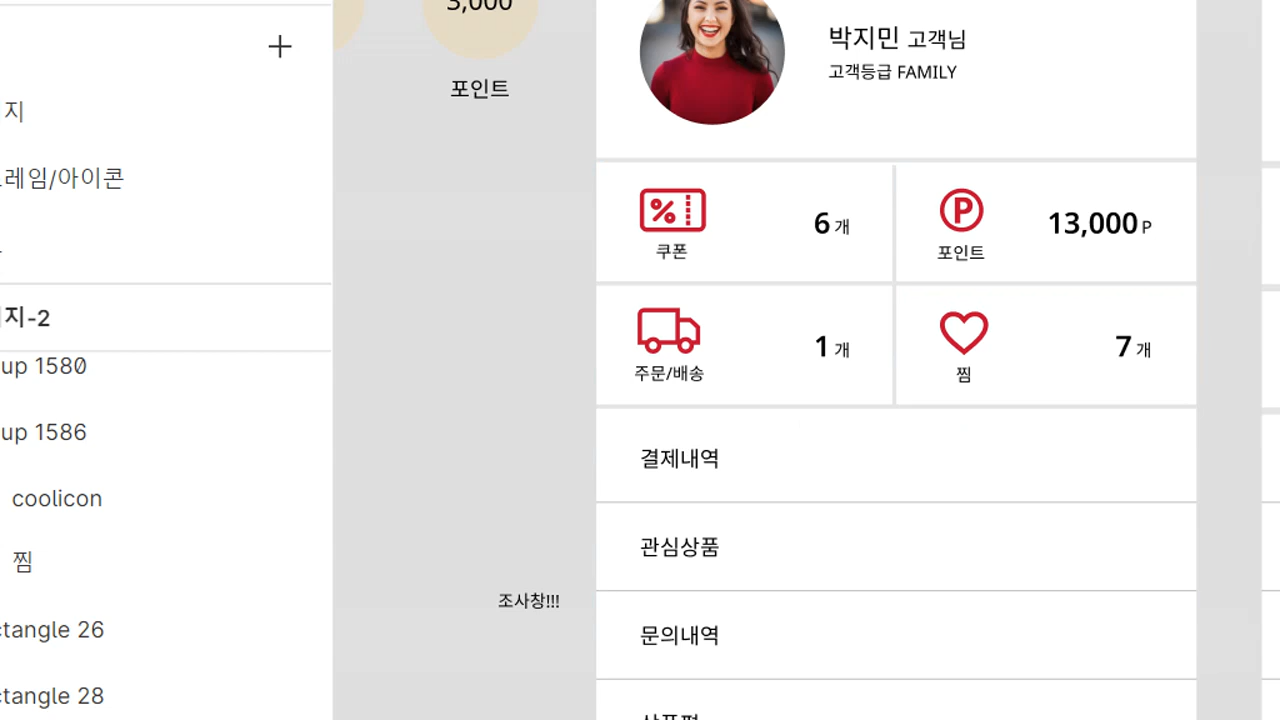 지
레임/아이콘
지-2
up 1580
up 1586
coolicon
찜
ctangle 26
ctangle 28
3,000
포인트
조사창!!!
박지민 고객님
고객등급 FAMILY
쿠폰
6 개
포인트
13,000 P
주문/배송
1 개
찜
7 개
결제내역
관심상품
문의내역